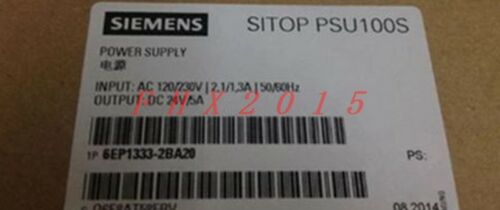 SIEMENS
SITOP PSU100S
POWER SUPPLY
电源
INPUT: AC 120/230V | 2,1/1,3A | 50/60Hz
OUTPUT: DC 24V/5A
FHX2015
1P 6EP1333-2BA20
PS:
08.2014